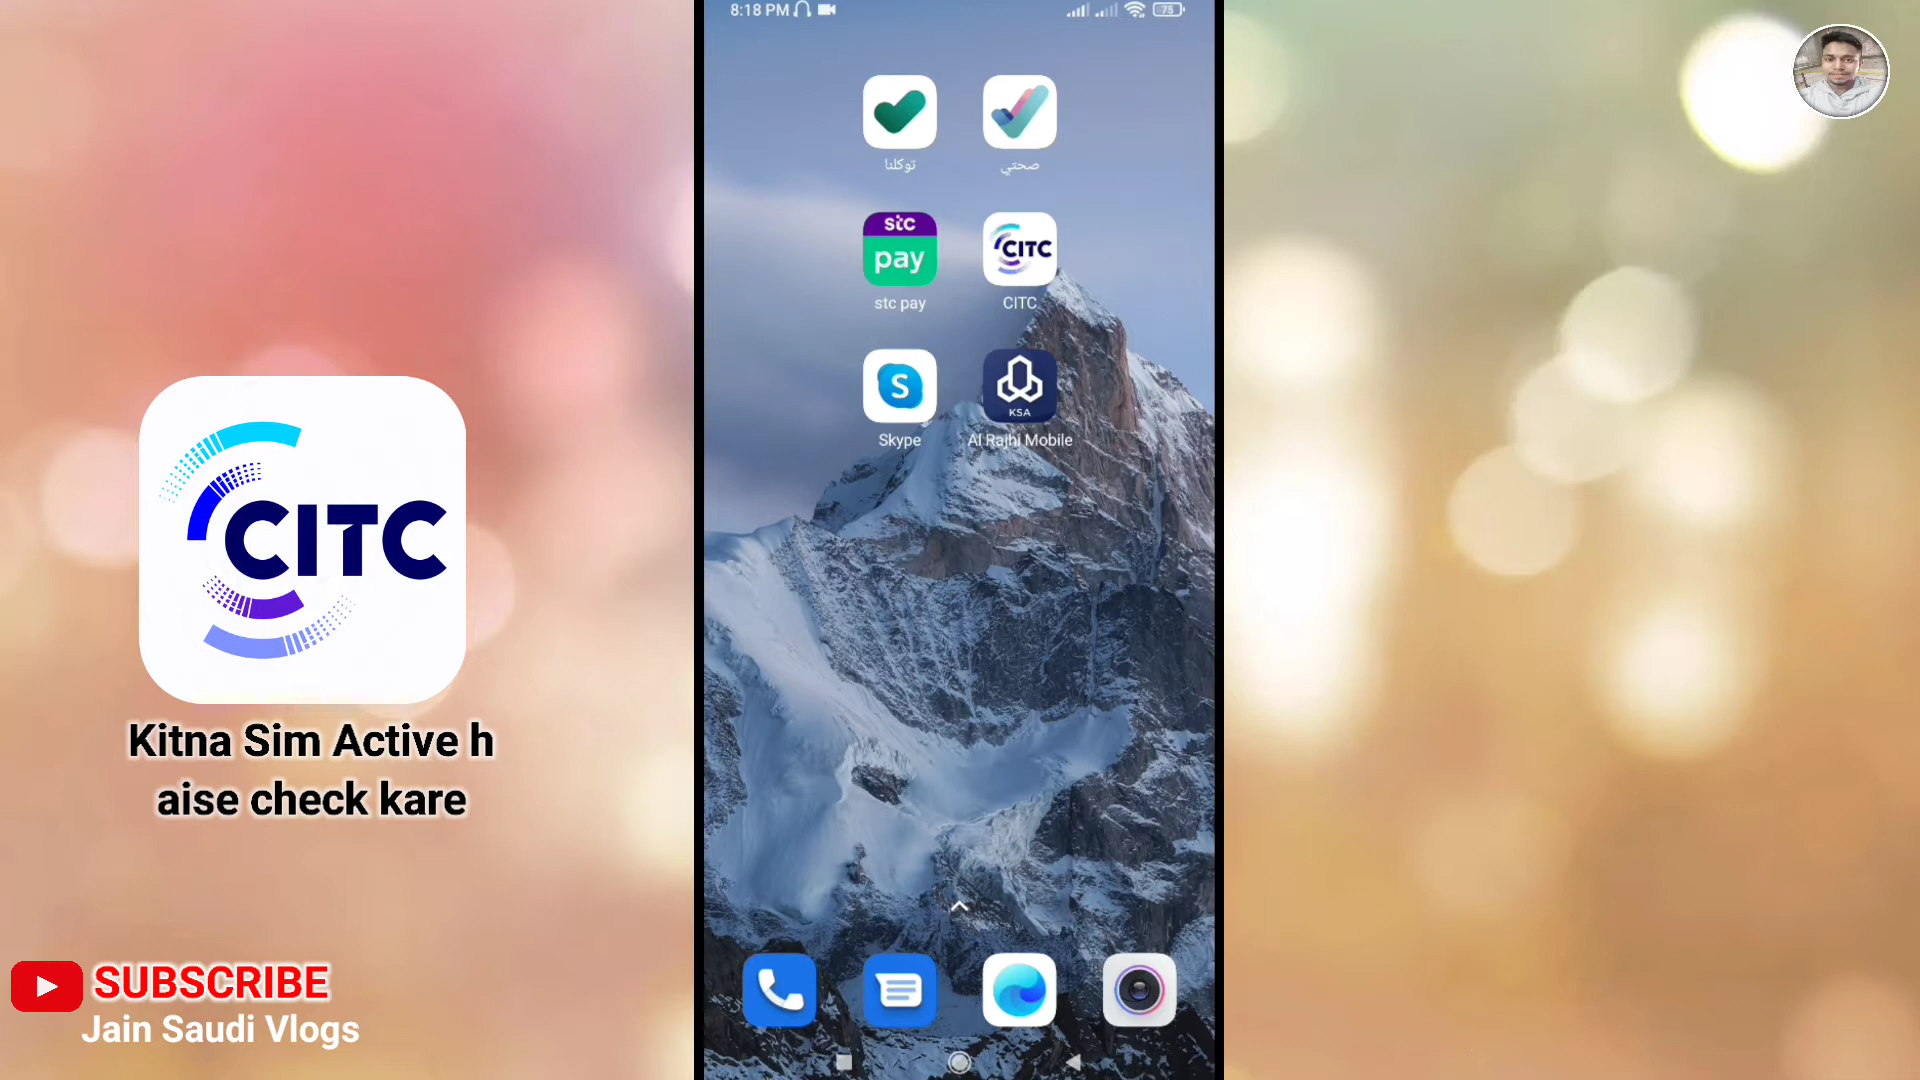 8:18 PM
75
توكلنا
صحتي
stc
pay
CITC
stc pay
CITC
S
KSA
Skype
Al Rajhi Mobile
CITC
Kitna Sim Active h
aise check kare
SUBSCRIBE
Jain Saudi Vlogs